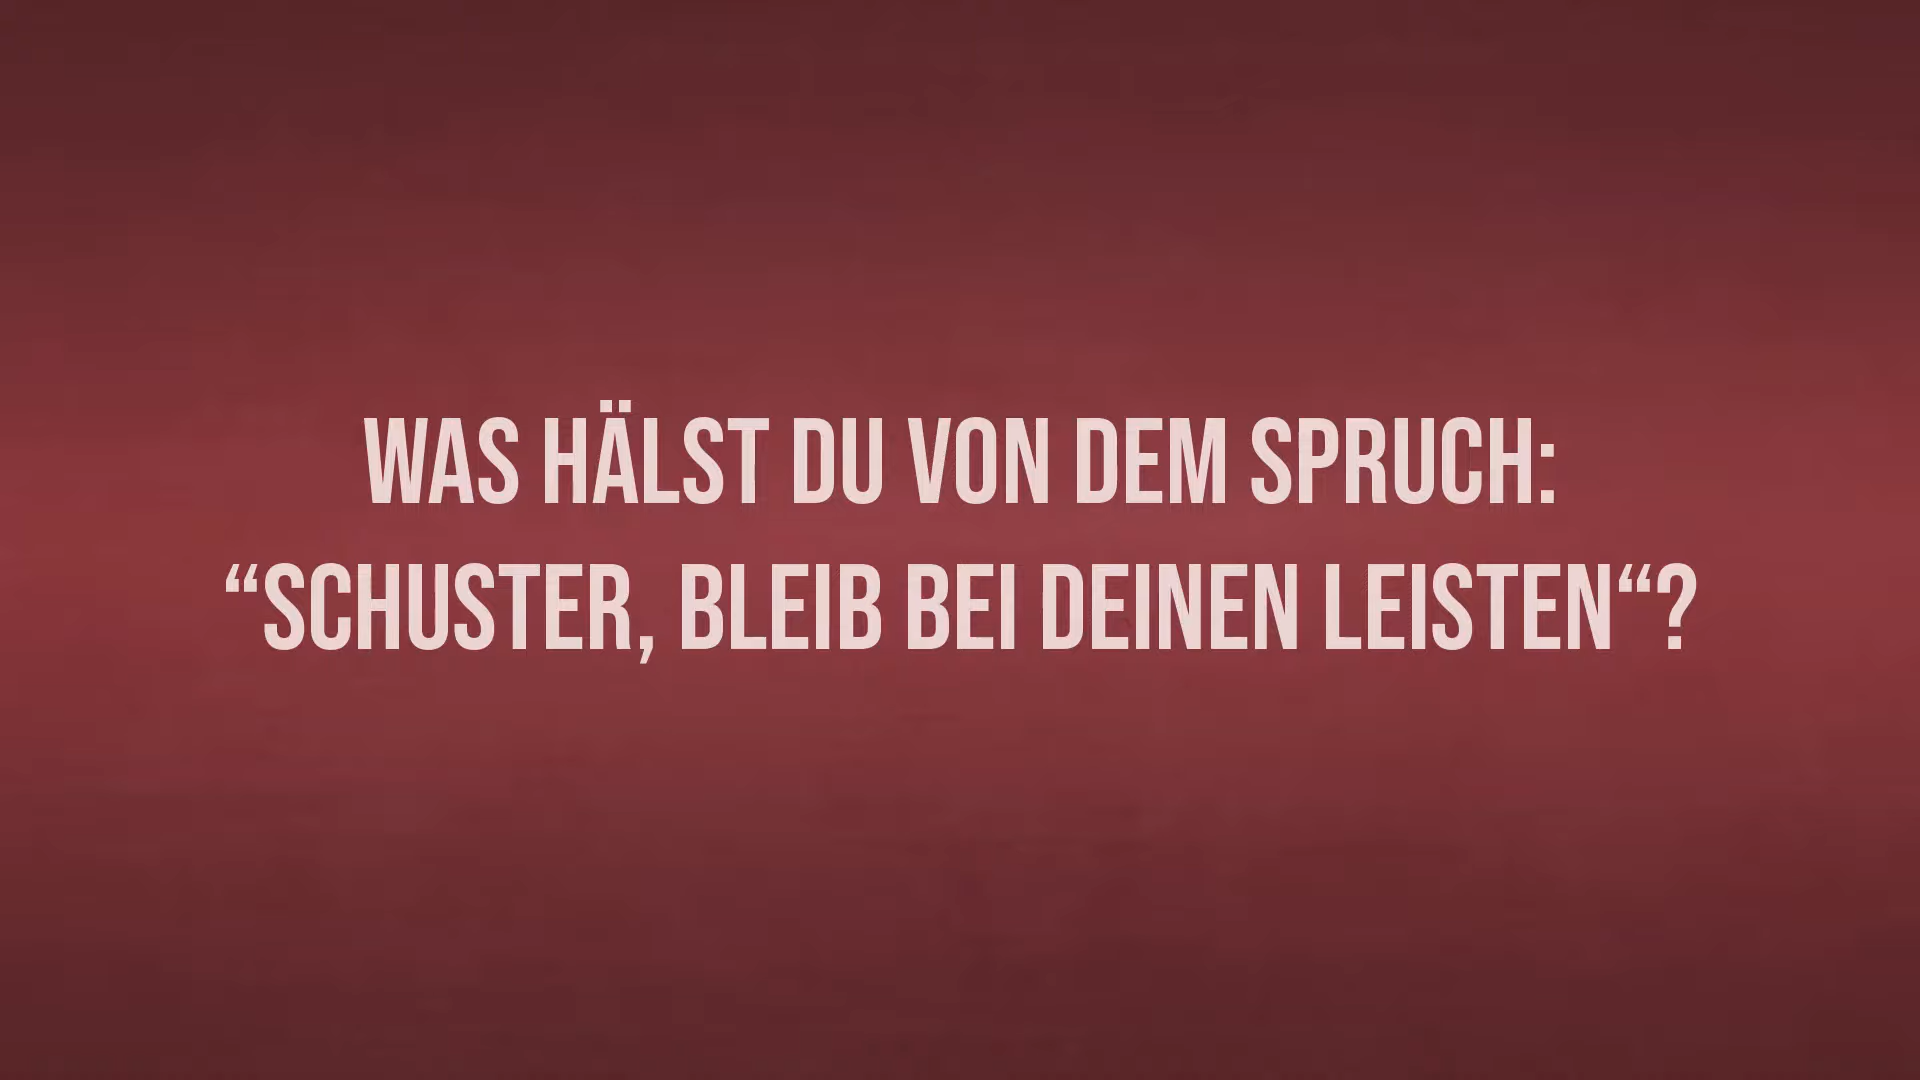 WAS HÄLST DU VON DEM SPRUCH:
“SCHUSTER, BLEIB BEI DEINEN LEISTEN“?